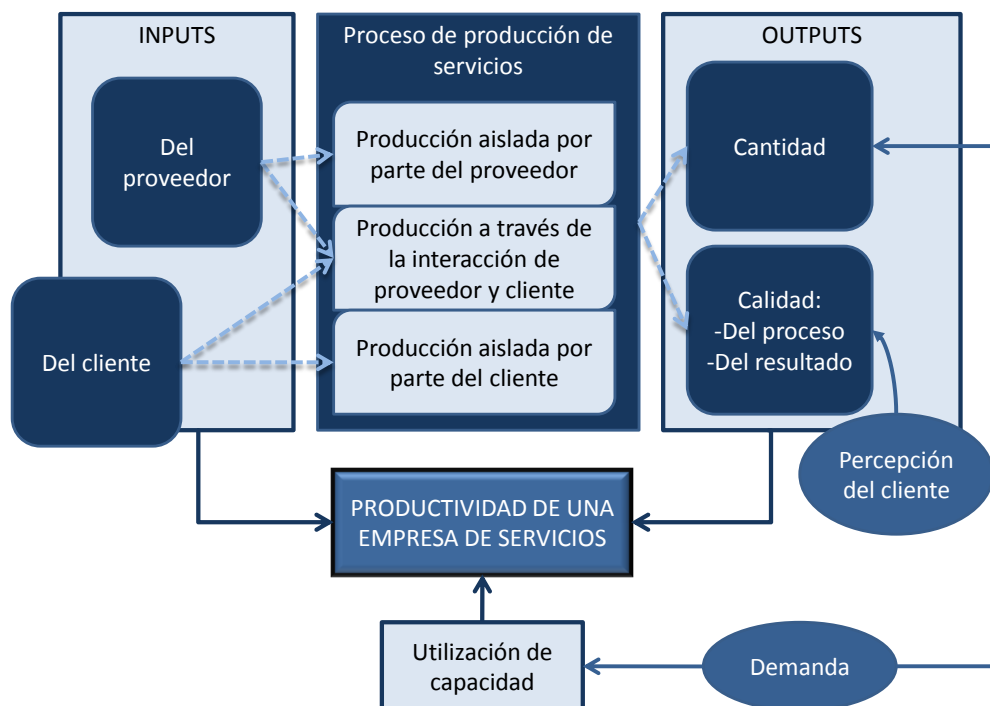 INPUTS
Del
proveedor
Del cliente
Proceso de producción de
servicios
Producción aislada por
parte del proveedor
Producción a través de
la interacción de
proveedor y cliente
Producción aislada por
parte del cliente
OUTPUTS
Cantidad
Calidad:
-Del proceso
-Del resultado
Percepción
del cliente
PRODUCTIVIDAD DE UNA
EMPRESA DE SERVICIOS
Utilización de
capacidad
Demanda